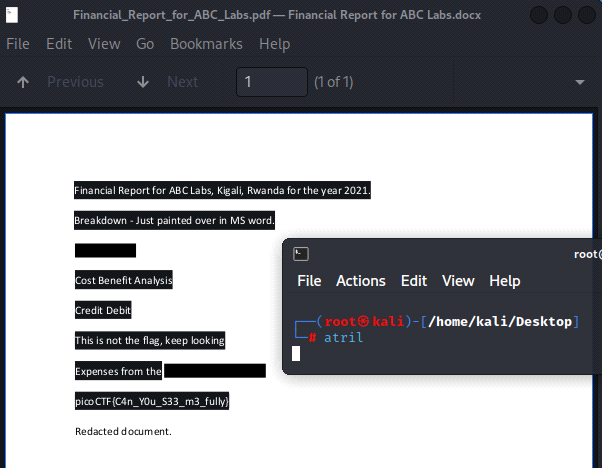 Financial_Report_for_ABC_Labs.pdf — Financial Report for ABC Labs.docx
File Edit View Go Bookmarks Help
Previous Next 1 (1 of 1)
Financial Report for ABC Labs, Kigali, Rwanda for the year 2021.
Breakdown - Just painted over in MS word.
Cost Benefit Analysis
Credit Debit
This is not the flag, keep looking
Expenses from the
picoCTF{C4n_Y0u_S33_m3_fully}
Redacted document.
root@
File Actions Edit View Help
┌──(root㉿kali)-[/home/kali/Desktop]
└─# atril